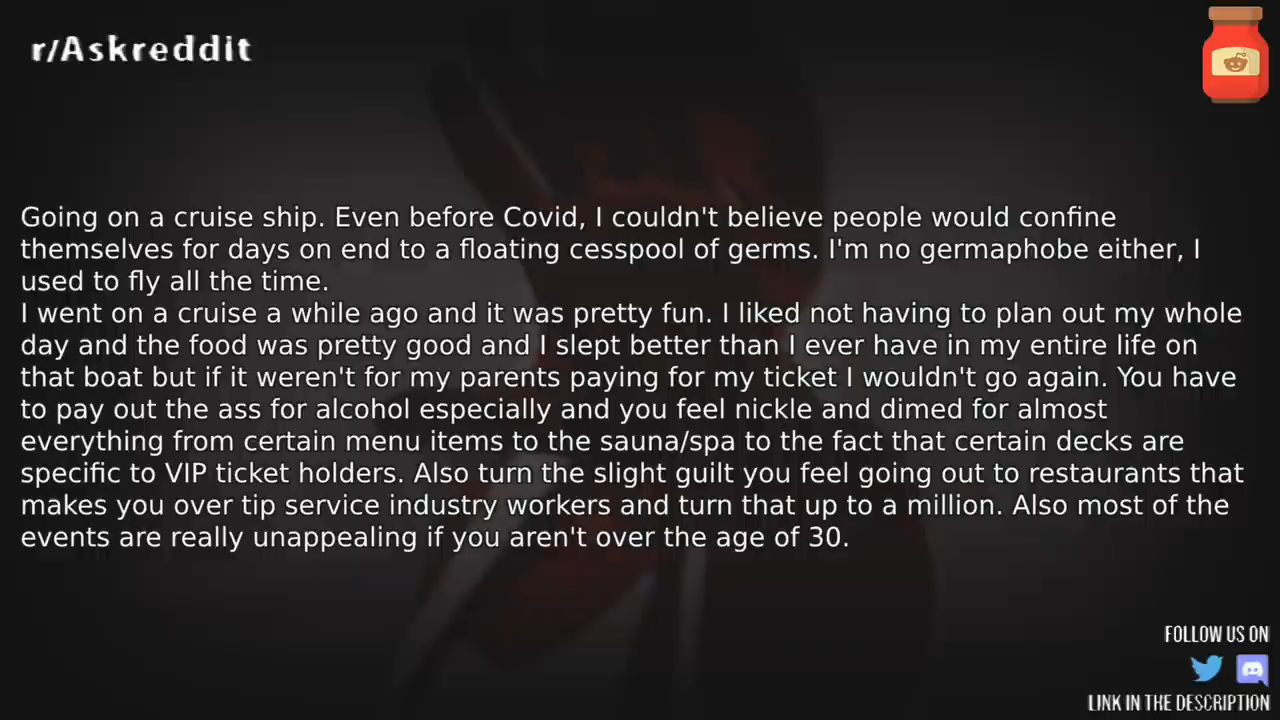 r/Askreddit
Going on a cruise ship. Even before Covid, I couldn't believe people would confine
themselves for days on end to a floating cesspool of germs. I'm no germaphobe either, I
used to fly all the time.
I went on a cruise a while ago and it was pretty fun. I liked not having to plan out my whole
day and the food was pretty good and I slept better than I ever have in my entire life on
that boat but if it weren't for my parents paying for my ticket I wouldn't go again. You have
to pay out the ass for alcohol especially and you feel nickle and dimed for almost
everything from certain menu items to the sauna/spa to the fact that certain decks are
specific to VIP ticket holders. Also turn the slight guilt you feel going out to restaurants that
makes you over tip service industry workers and turn that up to a million. Also most of the
events are really unappealing if you aren't over the age of 30.
FOLLOW US ON
LINK IN THE DESCRIPTION